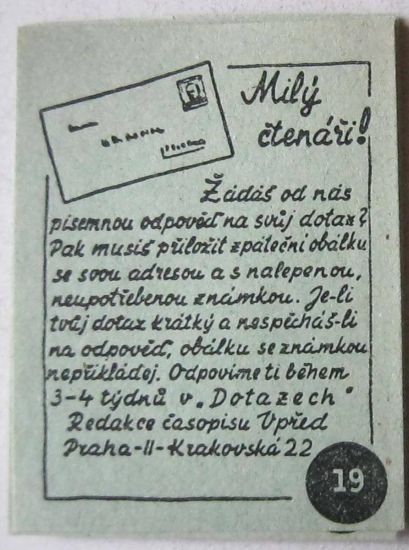 Milý
čtenáři!
Žádáš od nás
písemnou odpověď na svůj dotaz?
Pak musíš přiložit zpáteční obálku
se svou adresou a s nalepenou,
neupotřebenou známkou. Je-li
tvůj dotaz krátký a nespěcháš-li
na odpověď, obálku se známkou
nepřikládej. Odpovíme ti během
3-4 týdnů v „Dotazech"
Redakce časopisu Vpřed
Praha-II-Krakovská 22
19